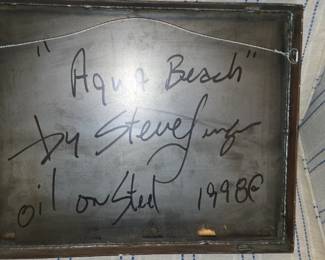 "Aqua Beach"
by Steve
oil on Steel 1998©